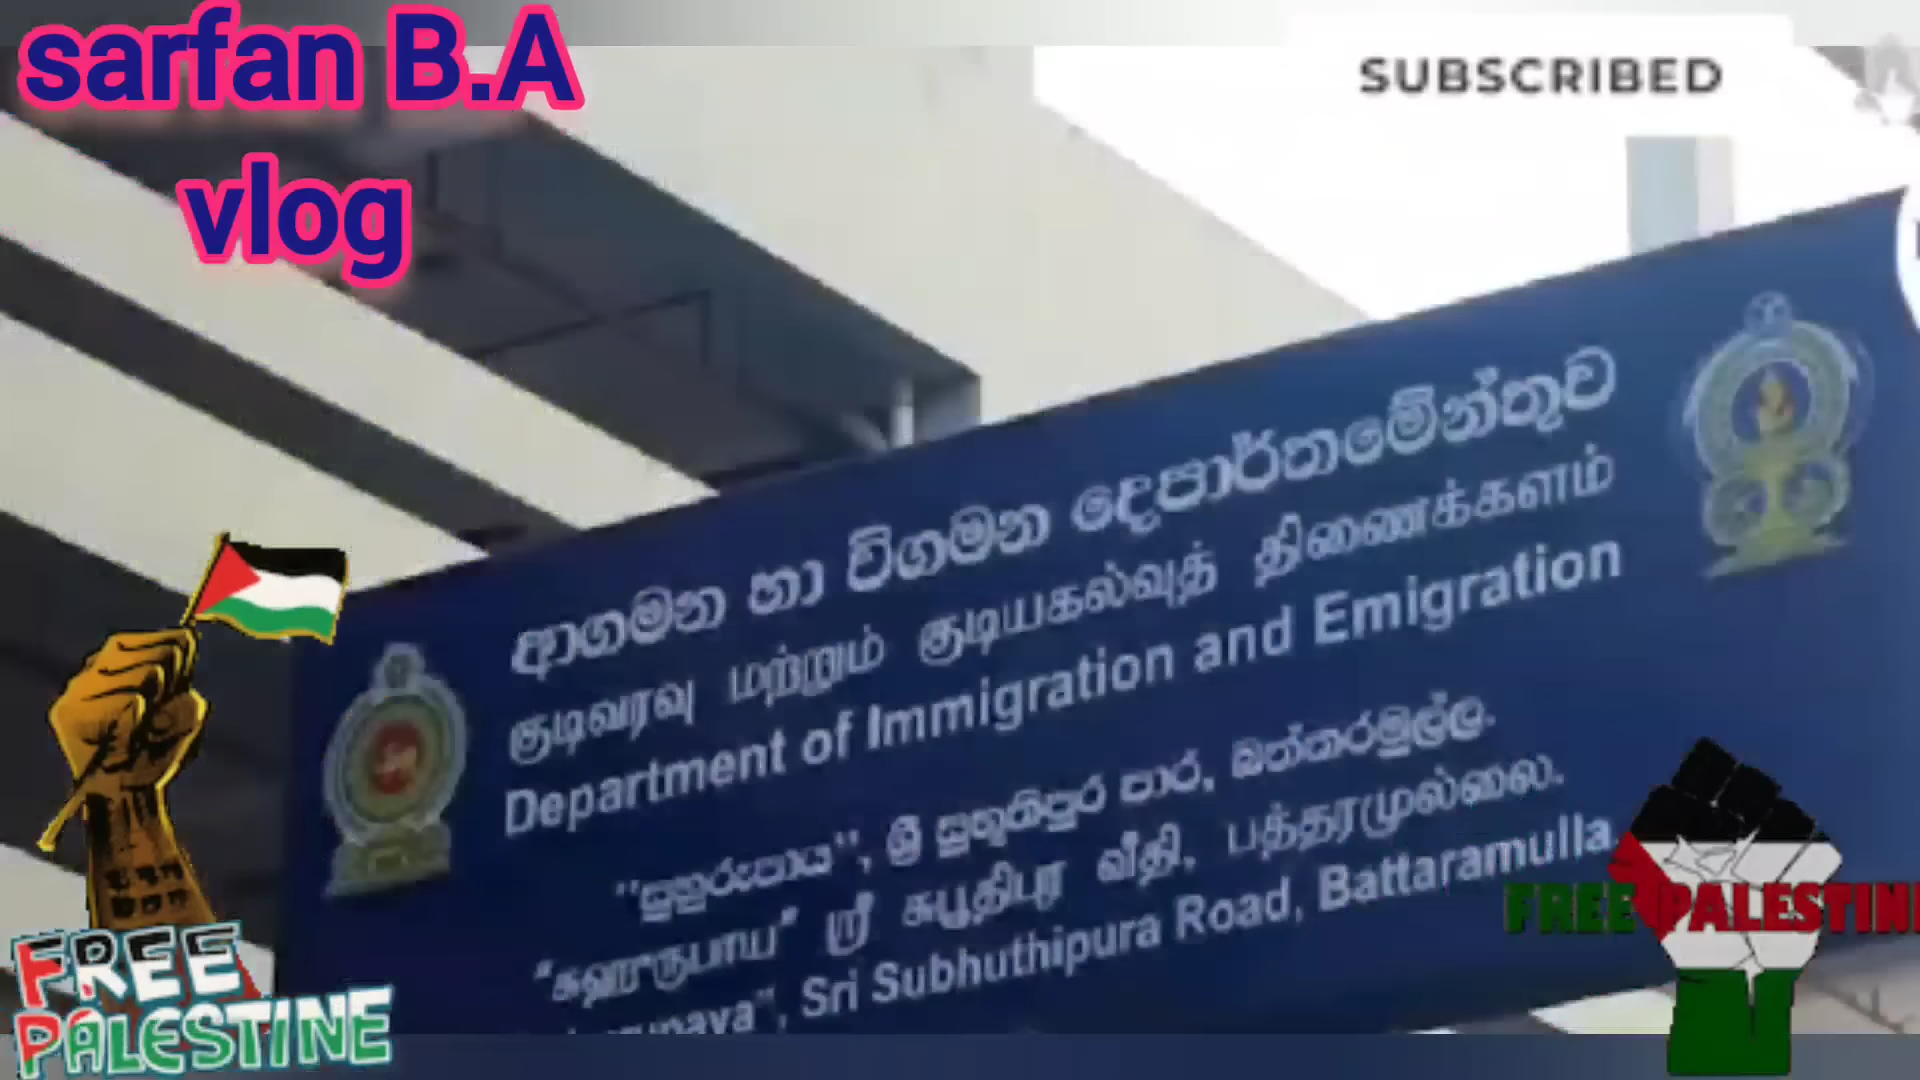 sarfan B.A
vlog
SUBSCRIBED
ආගමන හා විගමන දෙපාර්තමේන්තුව
குடிவரவு மற்றும் குடியகல்வுத் திணைக்களம்
Department of Immigration and Emigration
"සුහුරුපාය", ශ්‍රී සුභූතිපුර පාර, බත්තරමුල්ල.
"சுஹுருபாய" ஸ்ரீ சுபூதிபுர வீதி, பத்தரமுல்லை.
Sri Subhuthipura Road, Battaramulla
FREE
PALESTINE
FREE PALESTINE